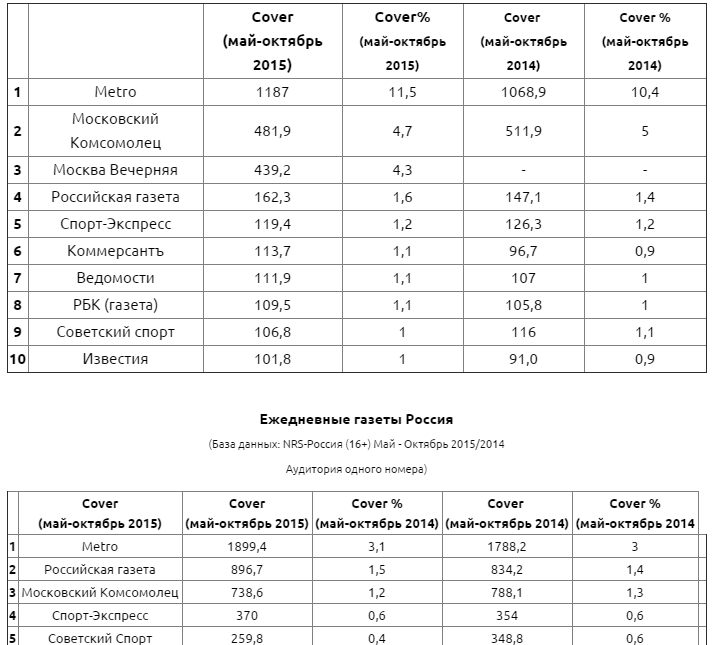 Cover (май-октябрь 2015) Cover% (май-октябрь 2015) Cover (май-октябрь 2014) Cover % (май-октябрь 2014)
1 Metro 1187 11,5 1068,9 10,4
2 Московский Комсомолец 481,9 4,7 511,9 5
3 Москва Вечерняя 439,2 4,3 - -
4 Российская газета 162,3 1,6 147,1 1,4
5 Спорт-Экспресс 119,4 1,2 126,3 1,2
6 Коммерсантъ 113,7 1,1 96,7 0,9
7 Ведомости 111,9 1,1 107 1
8 РБК (газета) 109,5 1,1 105,8 1
9 Советский спорт 106,8 1 116 1,1
10 Известия 101,8 1 91,0 0,9
Ежедневные газеты Россия
(База данных: NRS-Россия (16+) Май - Октябрь 2015/2014
Аудитория одного номера)
Cover (май-октябрь 2015) Cover (май-октябрь 2015) Cover % (май-октябрь 2014) Cover (май-октябрь 2014) Cover % (май-октябрь 2014
1 Metro 1899,4 3,1 1788,2 3
2 Российская газета 896,7 1,5 834,2 1,4
3 Московский Комсомолец 738,6 1,2 788,1 1,3
4 Спорт-Экспресс 370 0,6 354 0,6
5 Советский Спорт 259,8 0,4 348,8 0,6